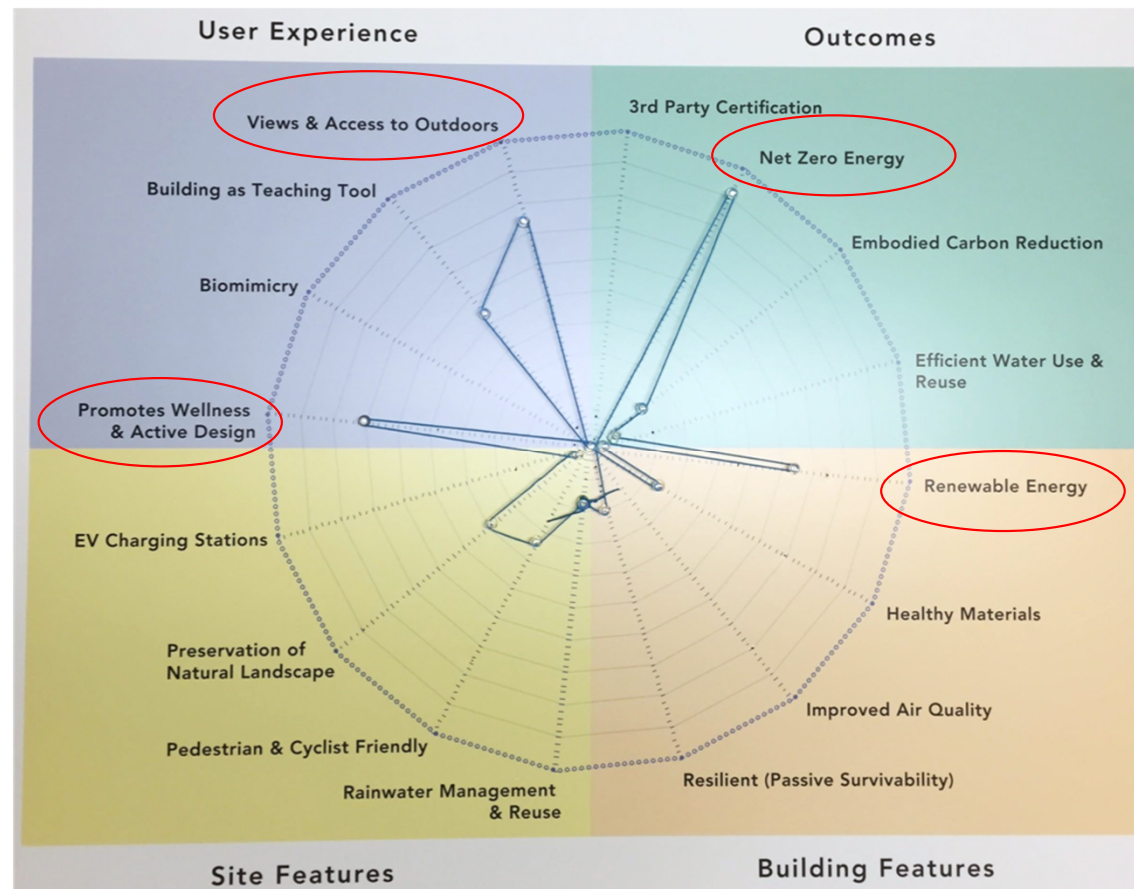 User Experience
Outcomes
Views & Access to Outdoors
3rd Party Certification
Net Zero Energy
Building as Teaching Tool
Embodied Carbon Reduction
Biomimicry
Efficient Water Use &
Reuse
Promotes Wellness
& Active Design
Renewable Energy
EV Charging Stations
Healthy Materials
Preservation of
Natural Landscape
Improved Air Quality
Pedestrian & Cyclist Friendly
Resilient (Passive Survivability)
Rainwater Management
& Reuse
Site Features
Building Features